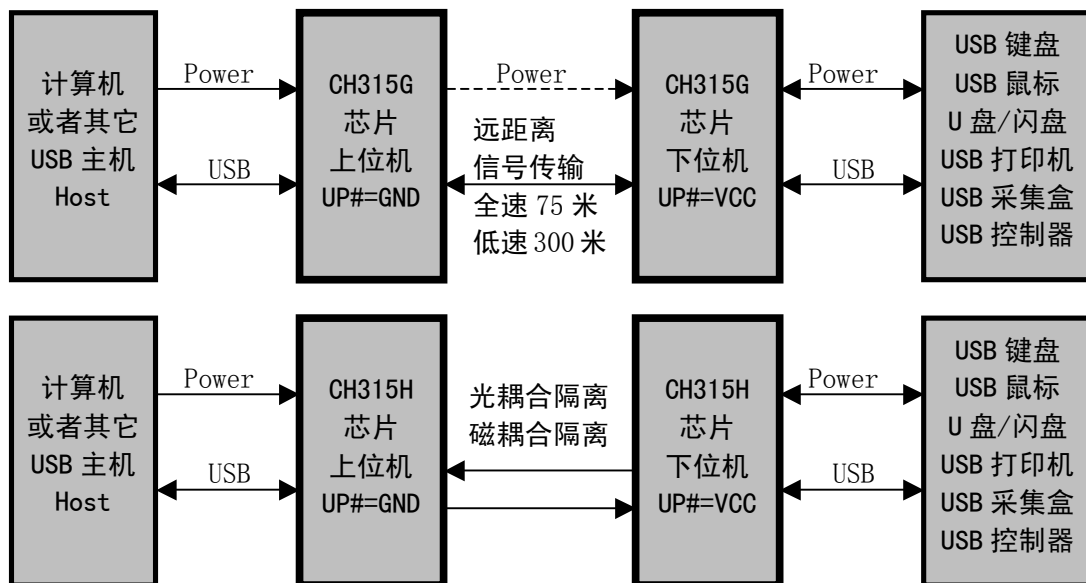 计算机
或者其它
USB 主机
Host
Power
USB
CH315G
芯片
上位机
UP#=GND
Power
远距离
信号传输
全速 75 米
低速 300 米
CH315G
芯片
下位机
UP#=VCC
Power
USB
USB 键盘
USB 鼠标
U 盘/闪盘
USB 打印机
USB 采集盒
USB 控制器
计算机
或者其它
USB 主机
Host
Power
USB
CH315H
芯片
上位机
UP#=GND
光耦合隔离
磁耦合隔离
CH315H
芯片
下位机
UP#=VCC
Power
USB
USB 键盘
USB 鼠标
U 盘/闪盘
USB 打印机
USB 采集盒
USB 控制器